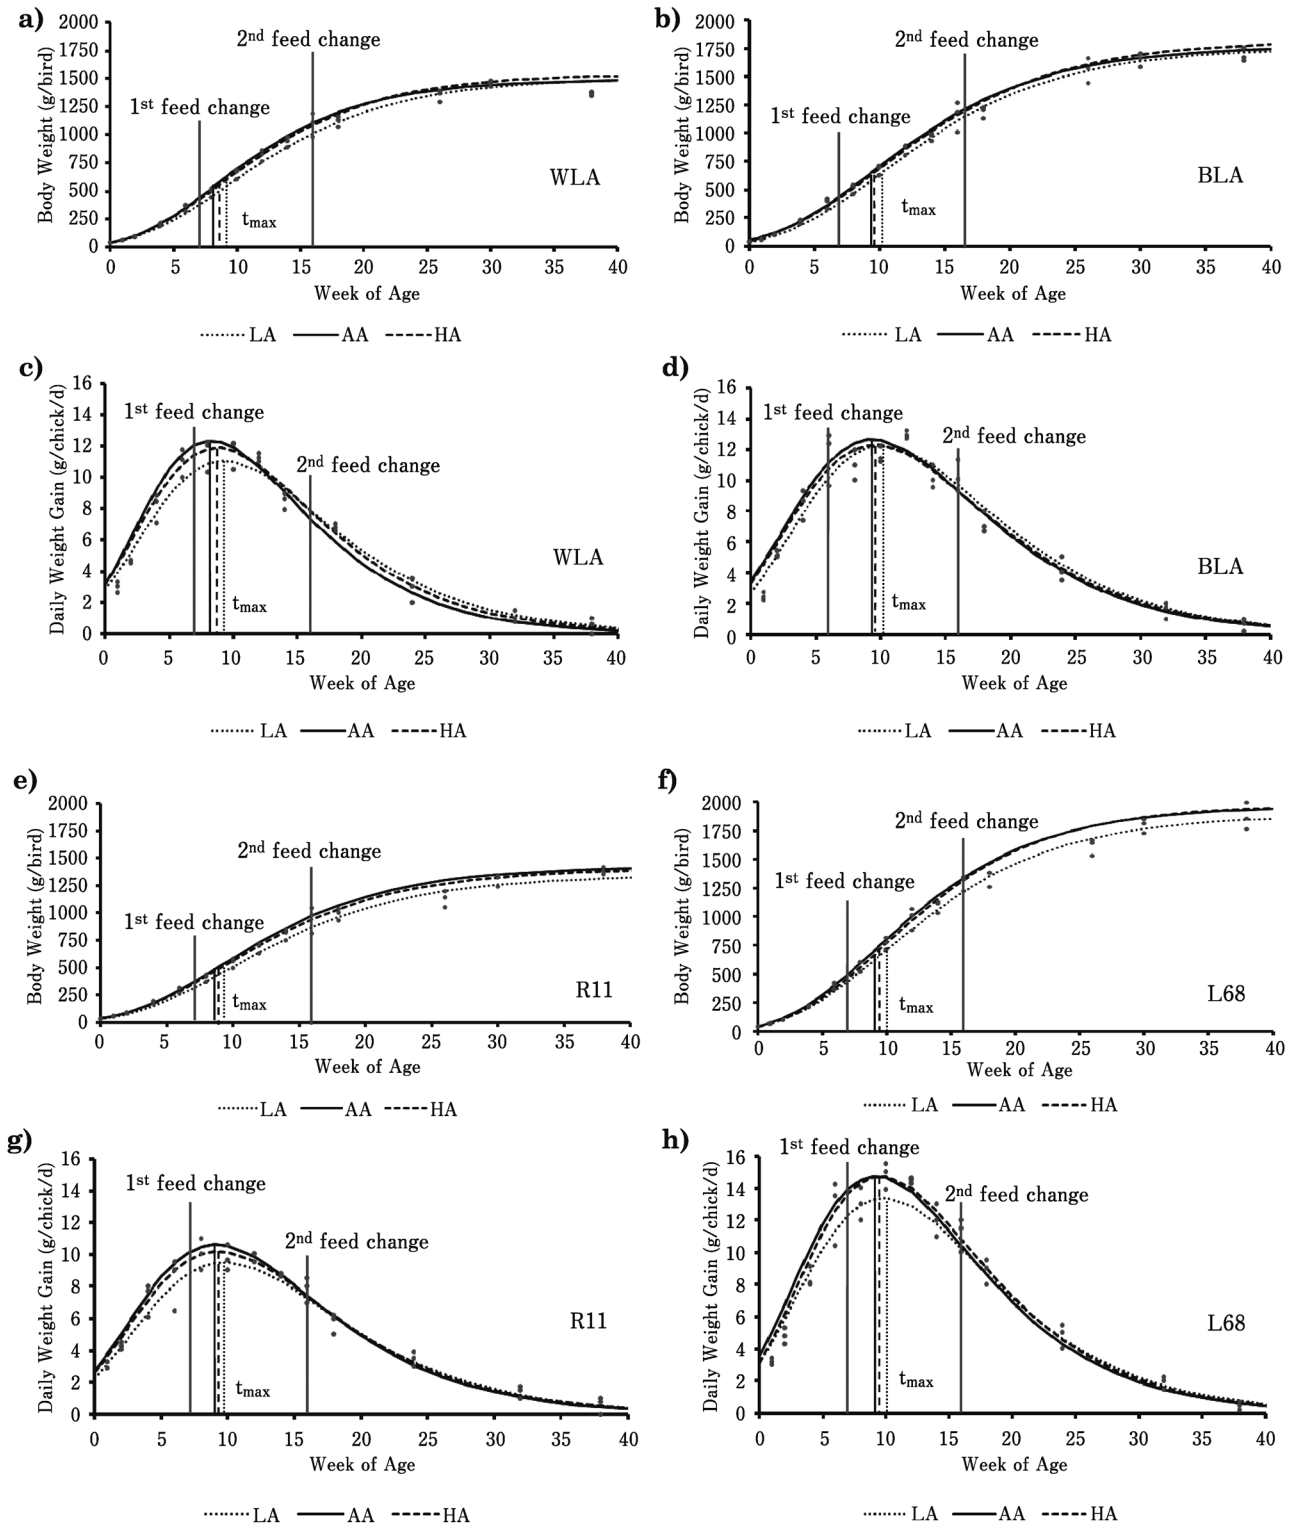 a)
2000
1750
1500
1250
1000
750
500
250
0
Body Weight (g/bird)
2nd feed change
1st feed change
WLA
tmax
0 5 10 15 20 25 30 35 40
Week of Age
LA AA HA
b)
2000
1750
1500
1250
1000
750
500
250
0
Body Weight (g/bird)
2nd feed change
1st feed change
BLA
tmax
0 5 10 15 20 25 30 35 40
Week of Age
LA AA HA
c)
16
14
12
10
8
6
4
2
0
Daily Weight Gain (g/chick/d)
1st feed change
2nd feed change
WLA
tmax
0 5 10 15 20 25 30 35 40
Week of Age
LA AA HA
d)
16
14
12
10
8
6
4
2
0
Daily Weight Gain (g/chick/d)
1st feed change
2nd feed change
BLA
tmax
0 5 10 15 20 25 30 35 40
Week of Age
LA AA HA
e)
2000
1750
1500
1250
1000
750
500
250
0
Body Weight (g/bird)
2nd feed change
1st feed change
R11
tmax
0 5 10 15 20 25 30 35 40
Week of Age
LA AA HA
f)
2000
1750
1500
1250
1000
750
500
250
0
Body Weight (g/bird)
2nd feed change
1st feed change
L68
tmax
0 5 10 15 20 25 30 35 40
Week of Age
LA AA HA
g)
16
14
12
10
8
6
4
2
0
Daily Weight Gain (g/chick/d)
1st feed change
2nd feed change
R11
tmax
0 5 10 15 20 25 30 35 40
Week of Age
LA AA HA
h)
16
14
12
10
8
6
4
2
0
Daily Weight Gain (g/chick/d)
1st feed change
2nd feed change
L68
tmax
0 5 10 15 20 25 30 35 40
Week of Age
LA AA HA